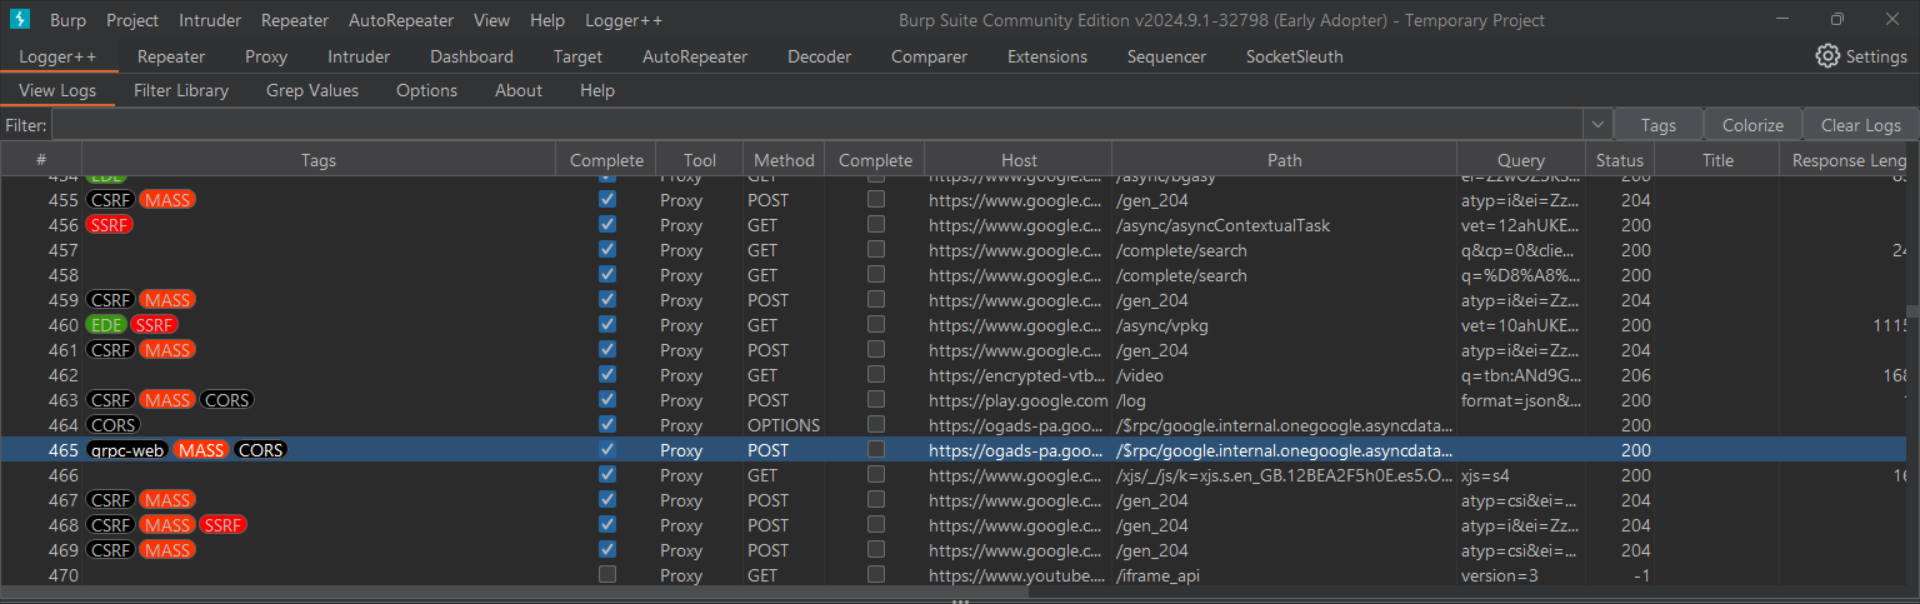 Burp Project Intruder Repeater AutoRepeater View Help Logger++ Burp Suite Community Edition v2024.9.1-32798 (Early Adopter) - Temporary Project
Logger++ Repeater Proxy Intruder Dashboard Target AutoRepeater Decoder Comparer Extensions Sequencer SocketSleuth Settings
View Logs Filter Library Grep Values Options About Help
Filter: Tags Colorize Clear Logs
# Tags Complete Tool Method Complete Host Path Query Status Title Response Leng
454 EDE Proxy GET https://www.google.c... /async/bgasy 200
455 CSRF MASS Proxy POST https://www.google.c... /gen_204 atyp=i&ei=Zz... 204
456 SSRF Proxy GET https://www.google.c... /async/asyncContextualTask vet=12ahUKE... 200
457 Proxy GET https://www.google.c... /complete/search q&cp=0&clie... 200 24
458 Proxy GET https://www.google.c... /complete/search q=%D8%A8%... 200
459 CSRF MASS Proxy POST https://www.google.c... /gen_204 atyp=i&ei=Zz... 204
460 EDE SSRF Proxy GET https://www.google.c... /async/vpkg vet=10ahUKE... 200 1115
461 CSRF MASS Proxy POST https://www.google.c... /gen_204 atyp=i&ei=Zz... 204
462 Proxy GET https://encrypted-vtb... /video q=tbn:ANd9G... 206 168
463 CSRF MASS CORS Proxy POST https://play.google.com /log format=json&... 200
464 CORS Proxy OPTIONS https://ogads-pa.goo... /$rpc/google.internal.onegoogle.asyncdata... 200
465 grpc-web MASS CORS Proxy POST https://ogads-pa.goo... /$rpc/google.internal.onegoogle.asyncdata... 200
466 Proxy GET https://www.google.c... /xjs/_/js/k=xjs.s.en_GB.12BEA2F5h0E.es5.O... xjs=s4 200 16
467 CSRF MASS Proxy POST https://www.google.c... /gen_204 atyp=csi&ei=... 204
468 CSRF MASS SSRF Proxy POST https://www.google.c... /gen_204 atyp=i&ei=Zz... 204
469 CSRF MASS Proxy POST https://www.google.c... /gen_204 atyp=csi&ei=... 204
470 Proxy GET https://www.youtube.... /iframe_api version=3 -1